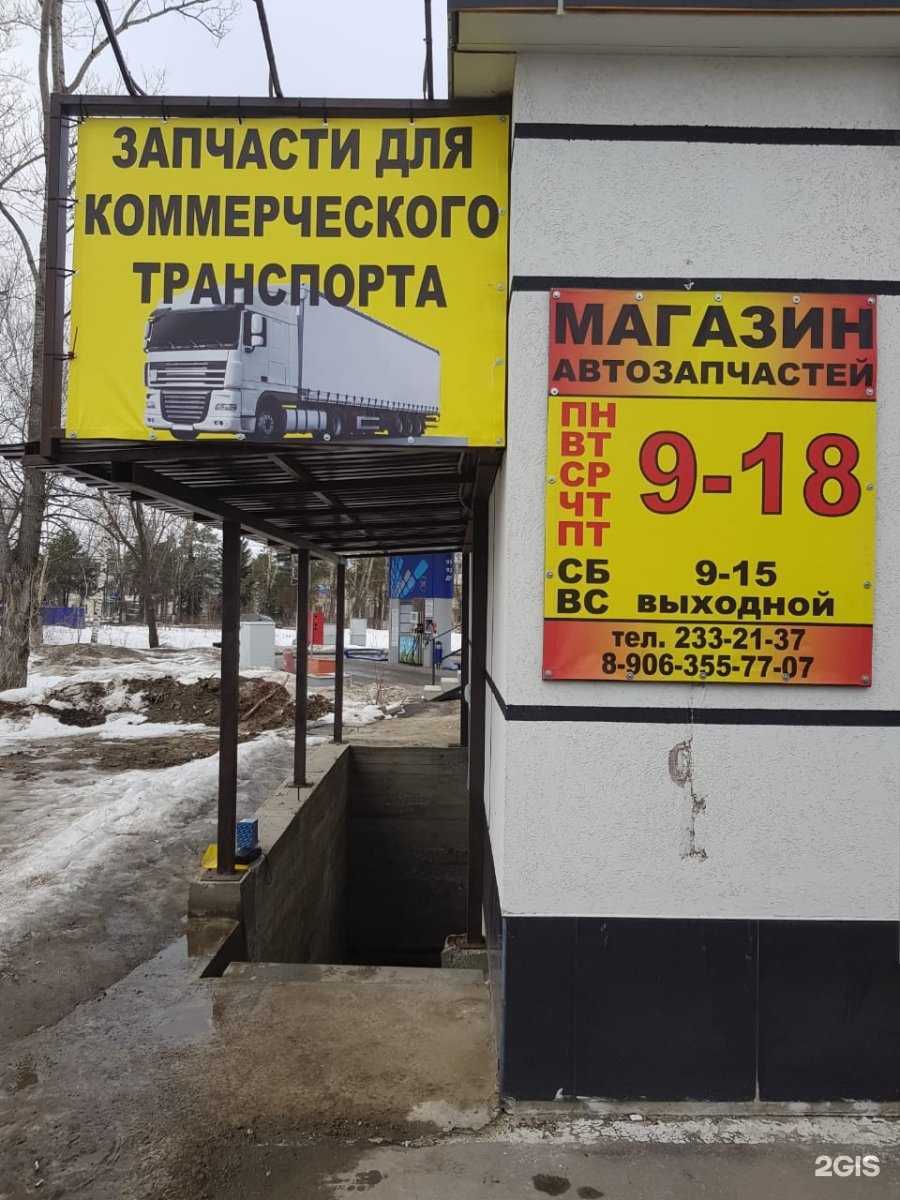 ЗАПЧАСТИ ДЛЯ
КОММЕРЧЕСКОГО
ТРАНСПОРТА
МАГАЗИН
АВТОЗАПЧАСТЕЙ
ПН
ВТ
СР
ЧТ
ПТ
9-18
СБ 9-15
ВС ВЫХОДНОЙ
тел. 233-21-37
8-906-355-77-07
2GIS